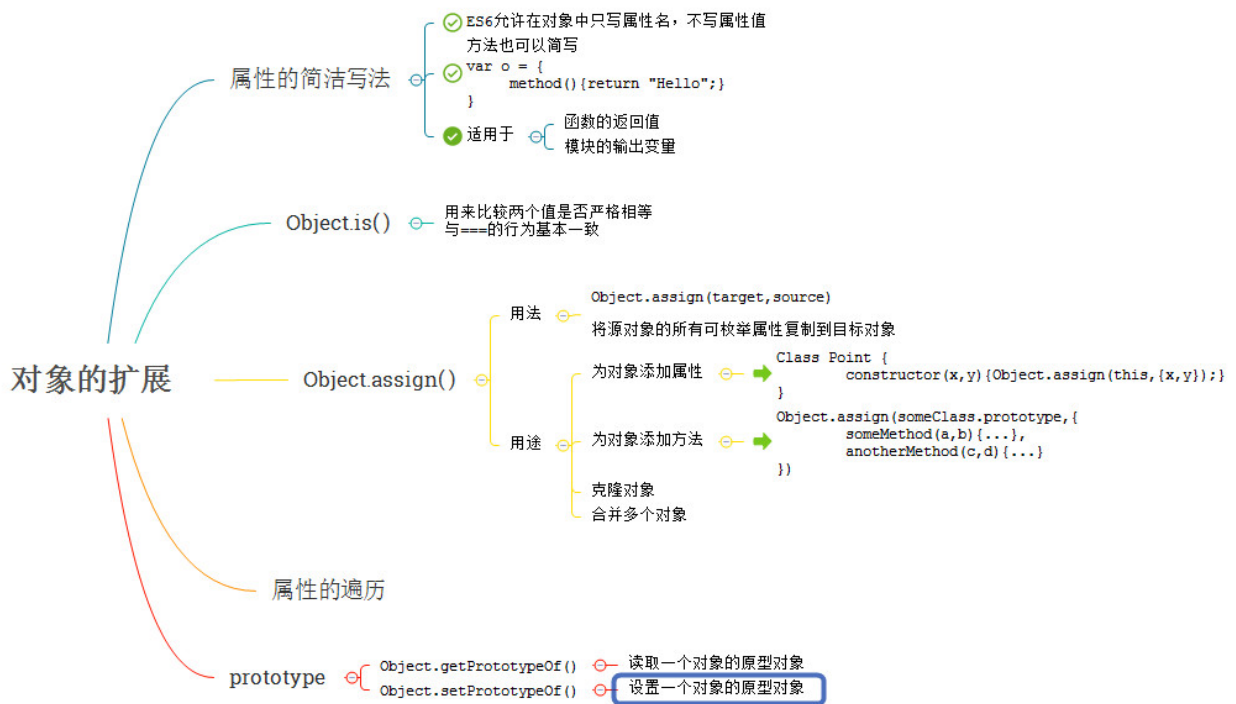 ES6允许在对象中只写属性名，不写属性值
方法也可以简写
属性的简洁写法
var o = {
method(){return "Hello";}
}
适用于
函数的返回值
模块的输出变量
Object.is()
用来比较两个值是否严格相等
与===的行为基本一致
对象的扩展
Object.assign()
用法
Object.assign(target,source)
将源对象的所有可枚举属性复制到目标对象
用途
为对象添加属性
Class Point {
constructor(x,y){Object.assign(this,{x,y});}
}
为对象添加方法
Object.assign(someClass.prototype,{
someMethod(a,b){...},
anotherMethod(c,d){...}
})
克隆对象
合并多个对象
属性的遍历
prototype
Object.getPrototypeOf()
读取一个对象的原型对象
Object.setPrototypeOf()
设置一个对象的原型对象